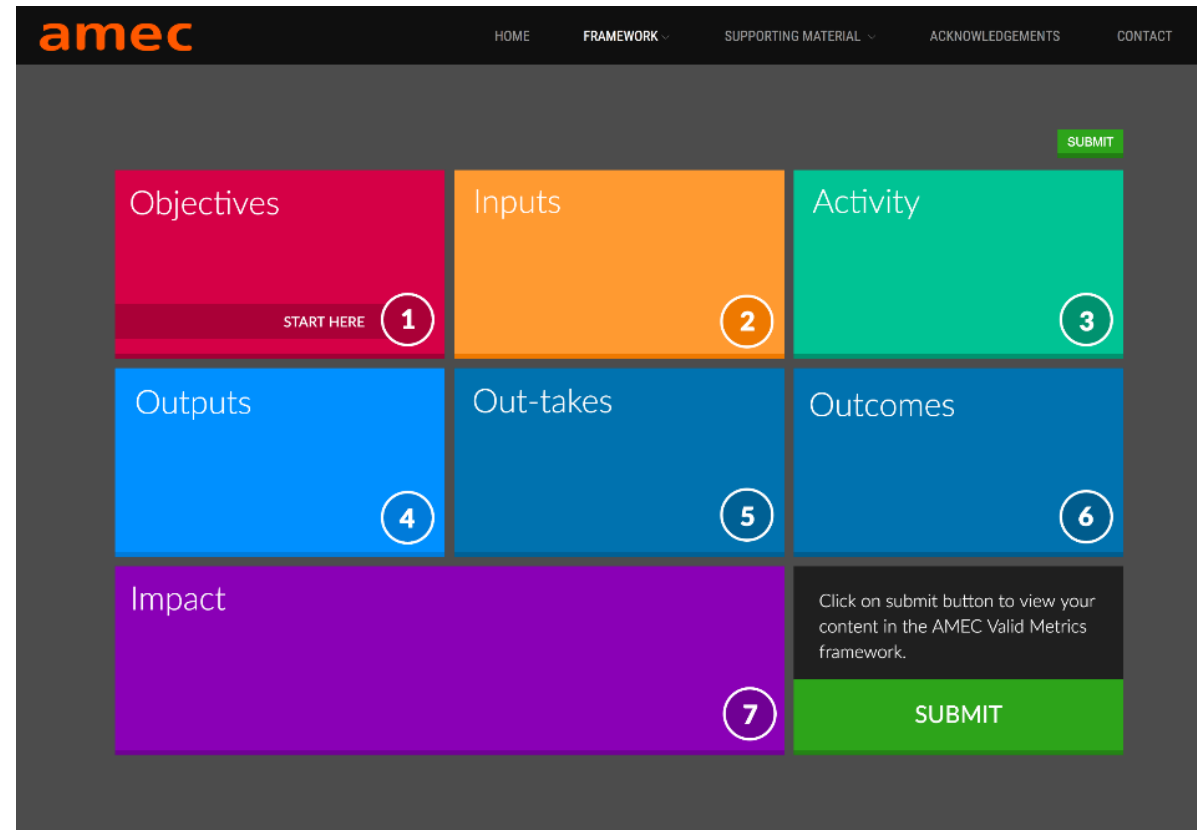 amec
HOME
FRAMEWORK
SUPPORTING MATERIAL
ACKNOWLEDGEMENTS
CONTACT
SUBMIT
Objectives
START HERE
1
Inputs
2
Activity
3
Outputs
4
Out-takes
5
Outcomes
6
Impact
7
Click on submit button to view your
content in the AMEC Valid Metrics
framework.
SUBMIT